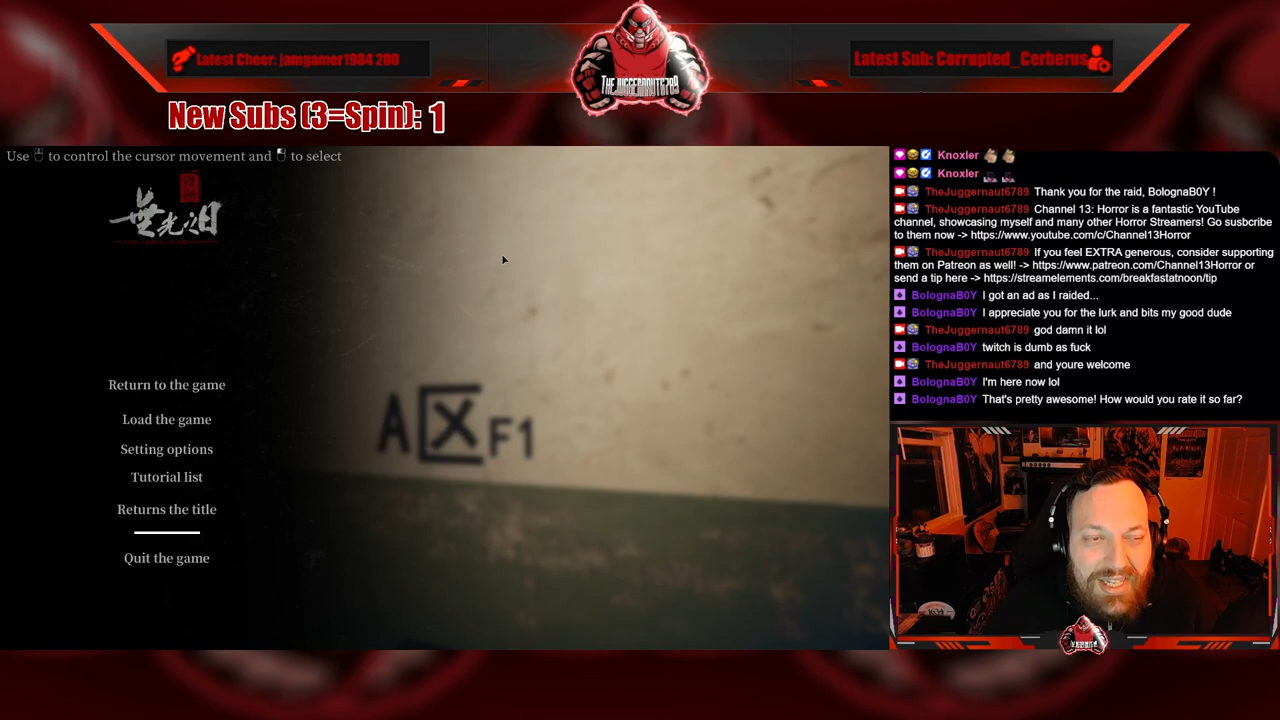 Latest Cheer: jamgamer1984 200
THEJUGGERNAUT6789
Latest Sub: Corrupted_Cerberus
New Subs (3=Spin): 1
Use to control the cursor movement and to select
無光之淚
Return to the game
Load the game
Setting options
Tutorial list
Returns the title
Quit the game
A X F1
Knoxler
Knoxler
TheJuggernaut6789 Thank you for the raid, BolognaB0Y !
TheJuggernaut6789 Channel 13: Horror is a fantastic YouTube
channel, showcasing myself and many other Horror Streamers! Go susbcribe
to them now -> https://www.youtube.com/c/Channel13Horror
TheJuggernaut6789 If you feel EXTRA generous, consider supporting
them on Patreon as well! -> https://www.patreon.com/Channel13Horror or
send a tip here -> https://streamelements.com/breakfastatnoon/tip
BolognaB0Y I got an ad as I raided...
BolognaB0Y I appreciate you for the lurk and bits my good dude
TheJuggernaut6789 god damn it lol
BolognaB0Y twitch is dumb as fuck
TheJuggernaut6789 and youre welcome
BolognaB0Y I'm here now lol
BolognaB0Y That's pretty awesome! How would you rate it so far?